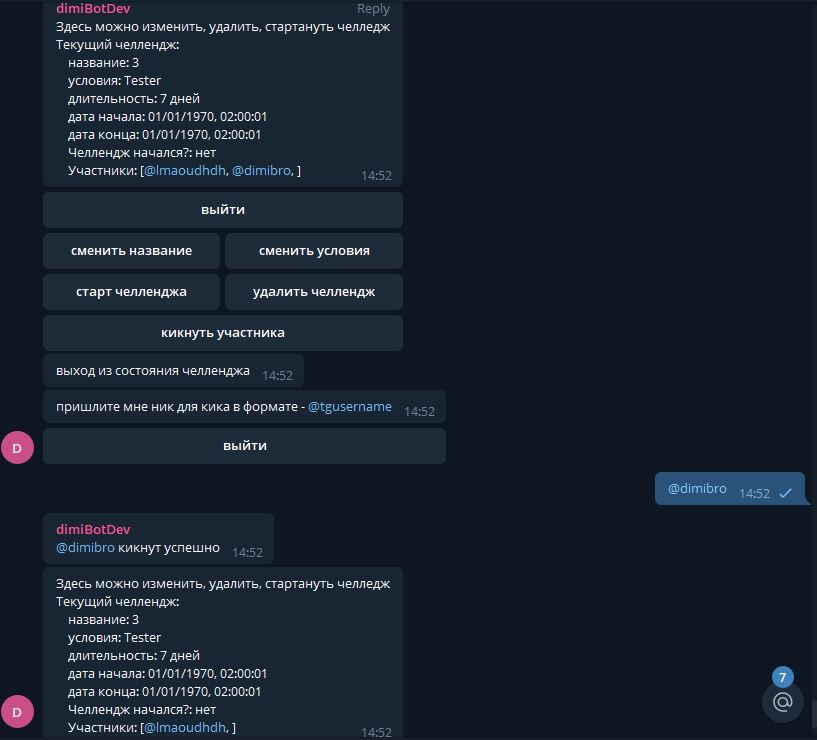 dimiBotDev Reply
Здесь можно изменить, удалить, стартануть челледж
Текущий челлендж:
название: 3
условия: Tester
длительность: 7 дней
дата начала: 01/01/1970, 02:00:01
дата конца: 01/01/1970, 02:00:01
Челлендж начался?: нет
Участники: [@lmaoudhdh, @dimibro, ] 14:52
выйти
сменить название сменить условия
старт челленджа удалить челлендж
кикнуть участника
выход из состояния челленджа 14:52
пришлите мне ник для кика в формате - @tgusername 14:52
D выйти
@dimibro 14:52
dimiBotDev
@dimibro кикнут успешно 14:52
Здесь можно изменить, удалить, стартануть челледж
Текущий челлендж:
название: 3
условия: Tester
длительность: 7 дней
дата начала: 01/01/1970, 02:00:01
7
дата конца: 01/01/1970, 02:00:01
@
Челлендж начался?: нет
D
Участники: [@lmaoudhdh, ] 14:52